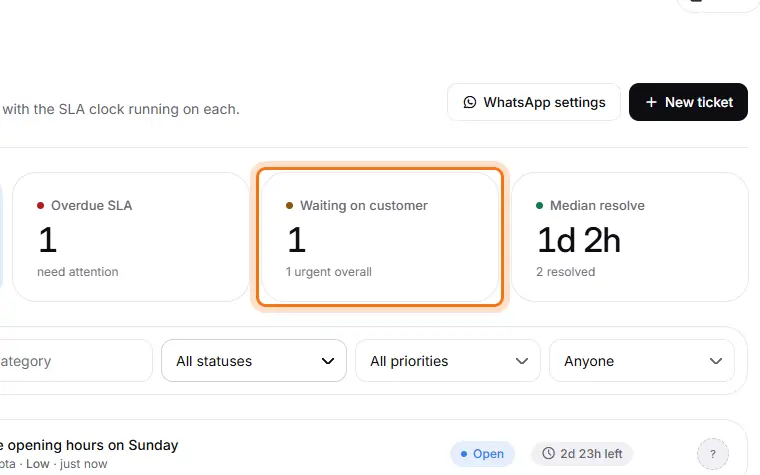 with the SLA clock running on each.
WhatsApp settings
New ticket
Overdue SLA
1
need attention
Waiting on customer
1
1 urgent overall
Median resolve
1d 2h
2 resolved
ategory
All statuses
All priorities
Anyone
e opening hours on Sunday
pta · Low · just now
Open
2d 23h left
?